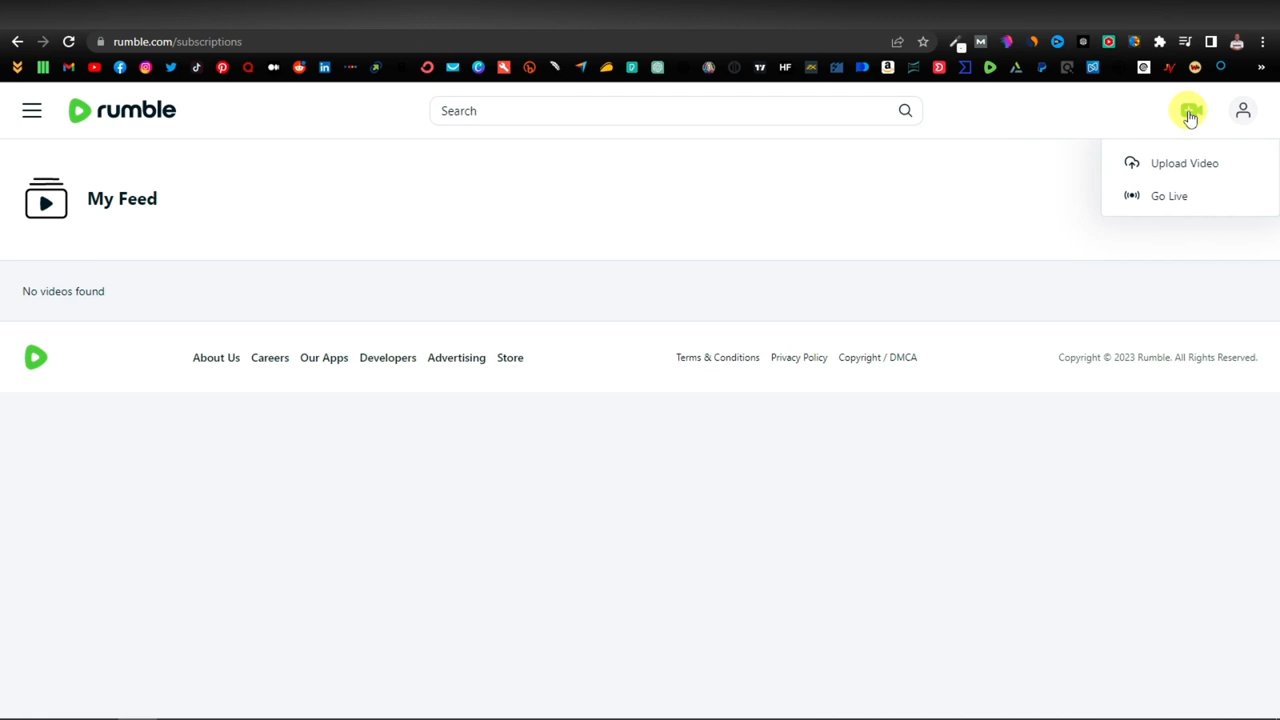 rumble.com/subscriptions
rumble
Search
Upload Video
Go Live
My Feed
No videos found
About Us Careers Our Apps Developers Advertising Store
Terms & Conditions Privacy Policy Copyright / DMCA
Copyright © 2023 Rumble. All Rights Reserved.